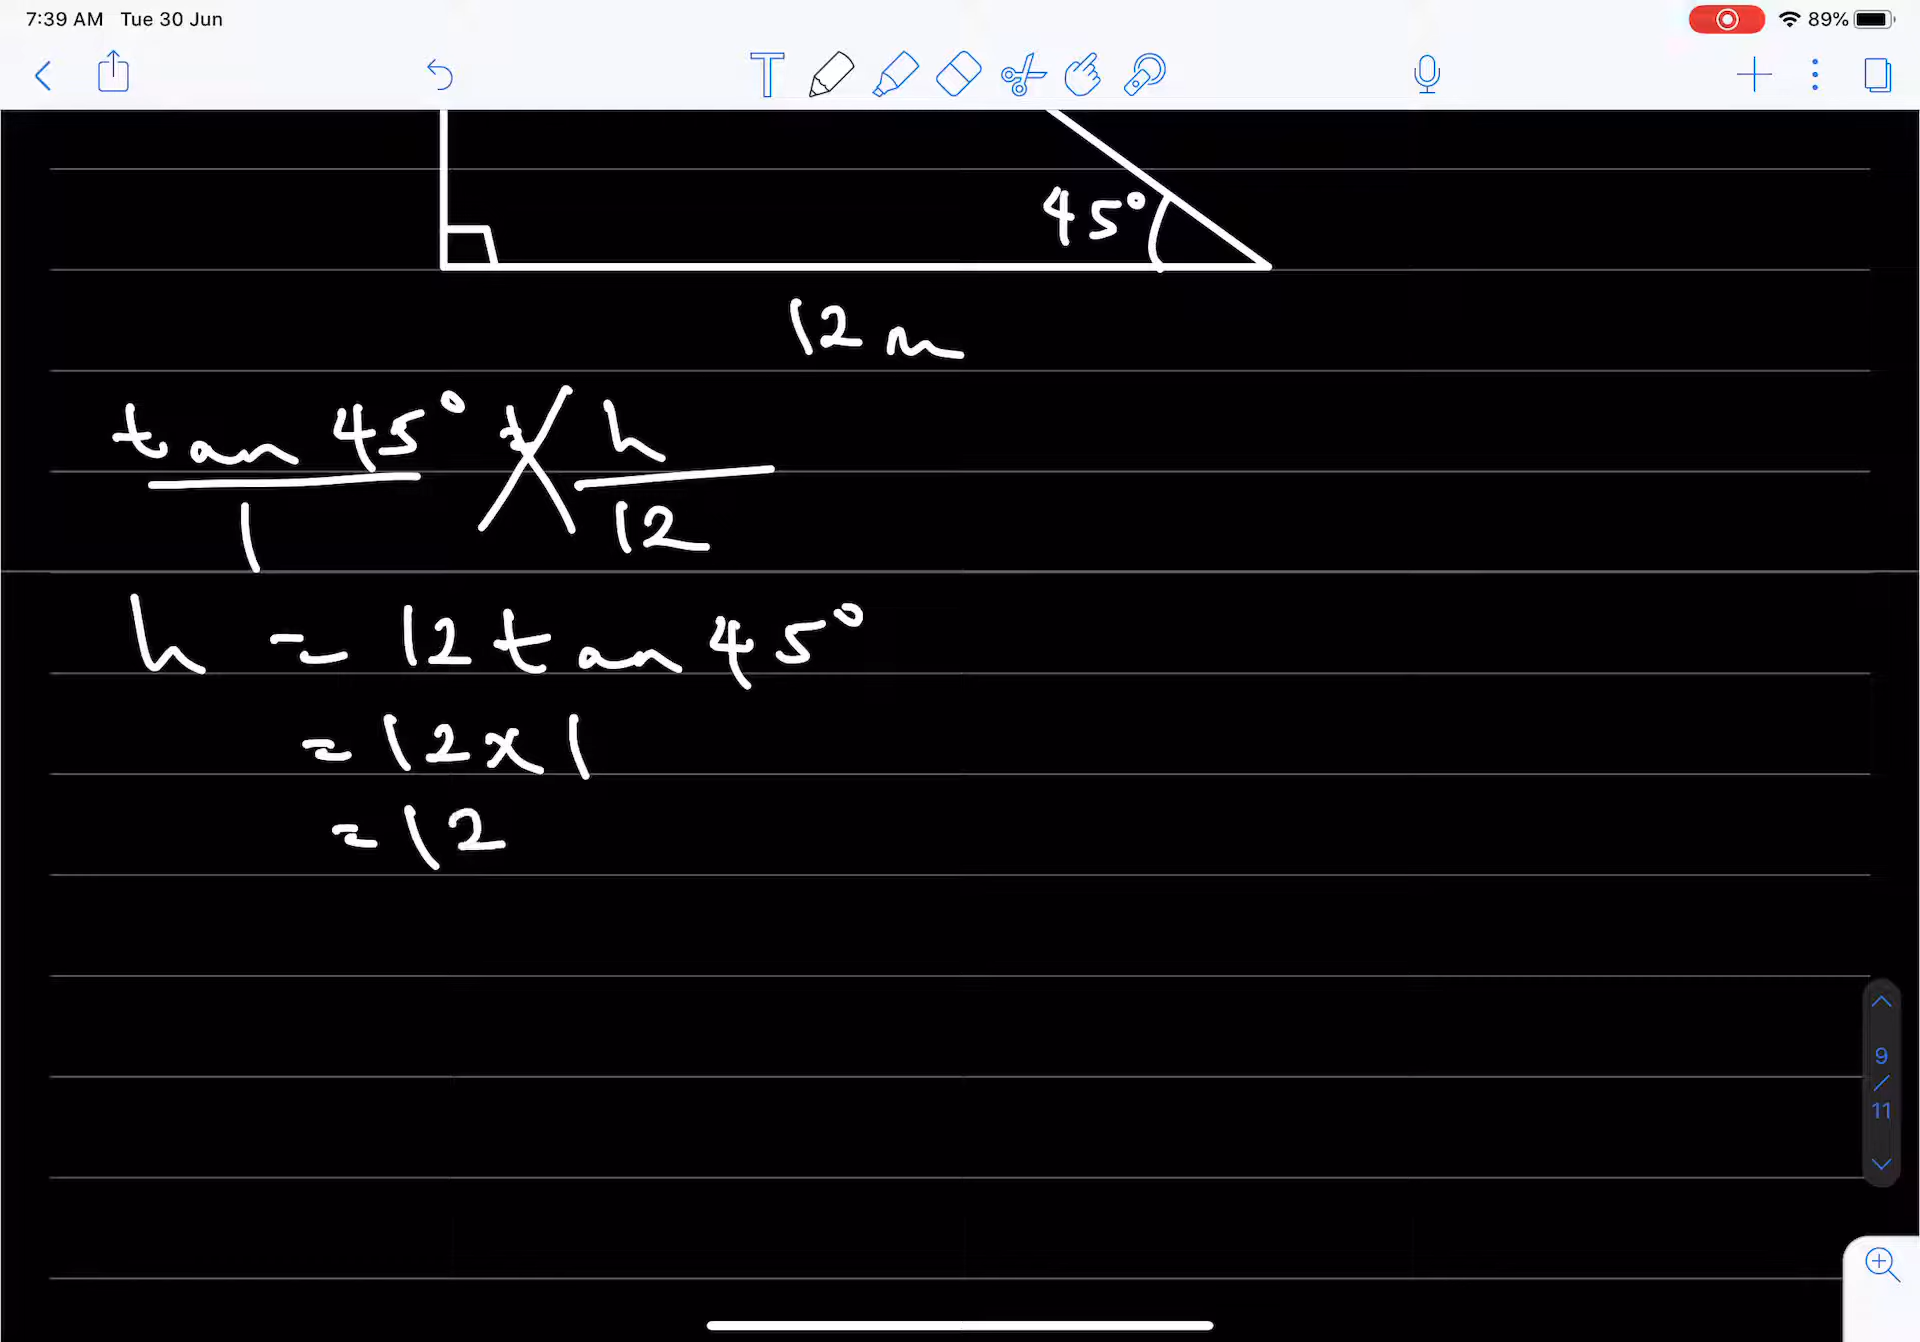 7:39 AM Tue 30 Jun 89%
T
45°
12 m
tan 45° = h
1 12
h = 12 tan 45°
= 12 x 1
= 12
9
/
11